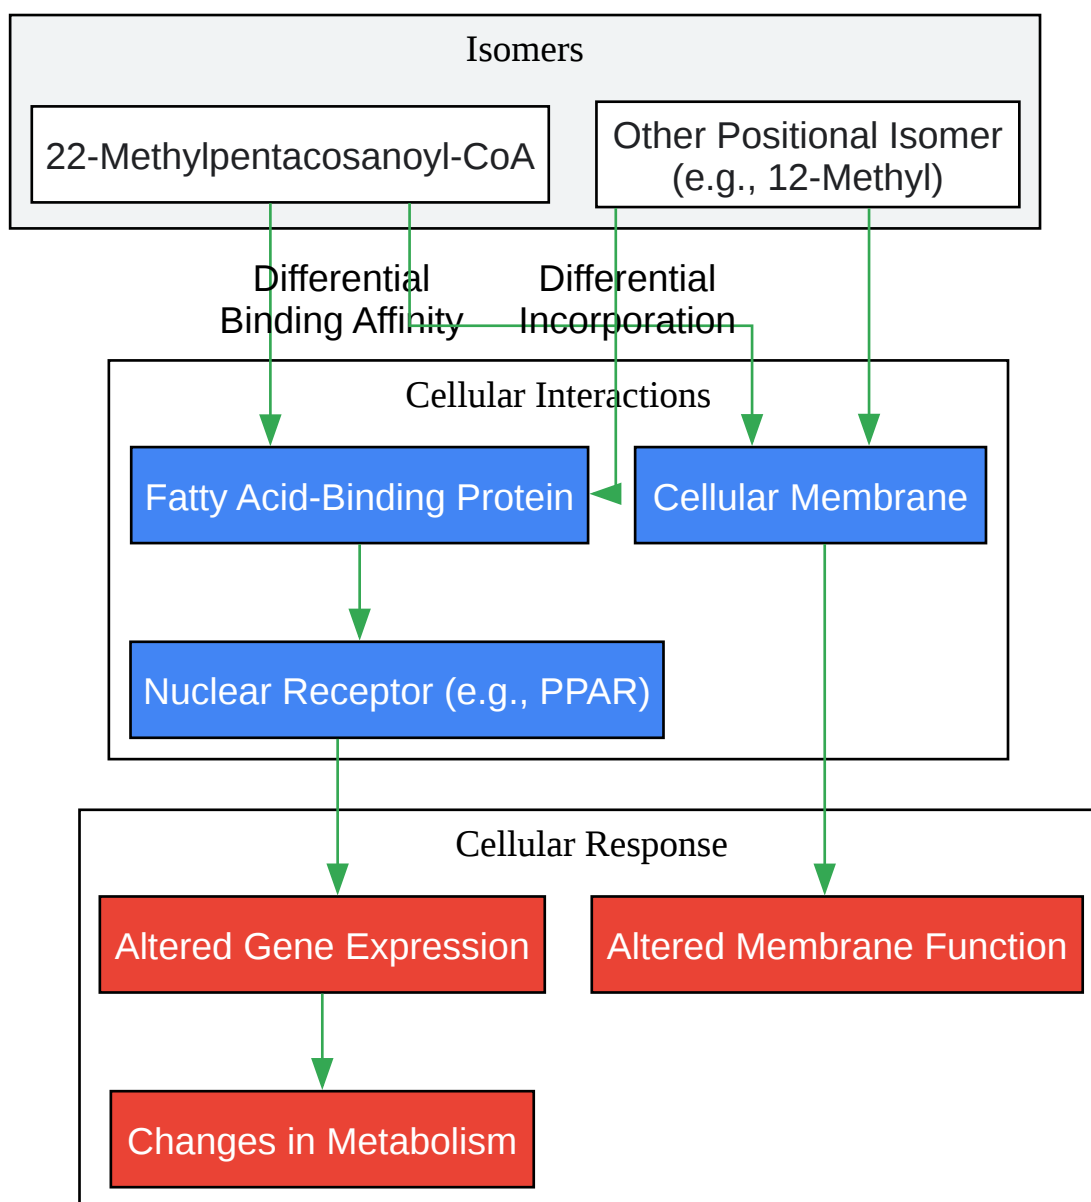 Isomers
22-Methylpentacosanoyl-CoA
Other Positional Isomer
(e.g., 12-Methyl)
Differential
Binding Affinity
Differential
Incorporation
Cellular Interactions
Fatty Acid-Binding Protein
Cellular Membrane
Nuclear Receptor (e.g., PPAR)
Cellular Response
Altered Gene Expression
Altered Membrane Function
Changes in Metabolism